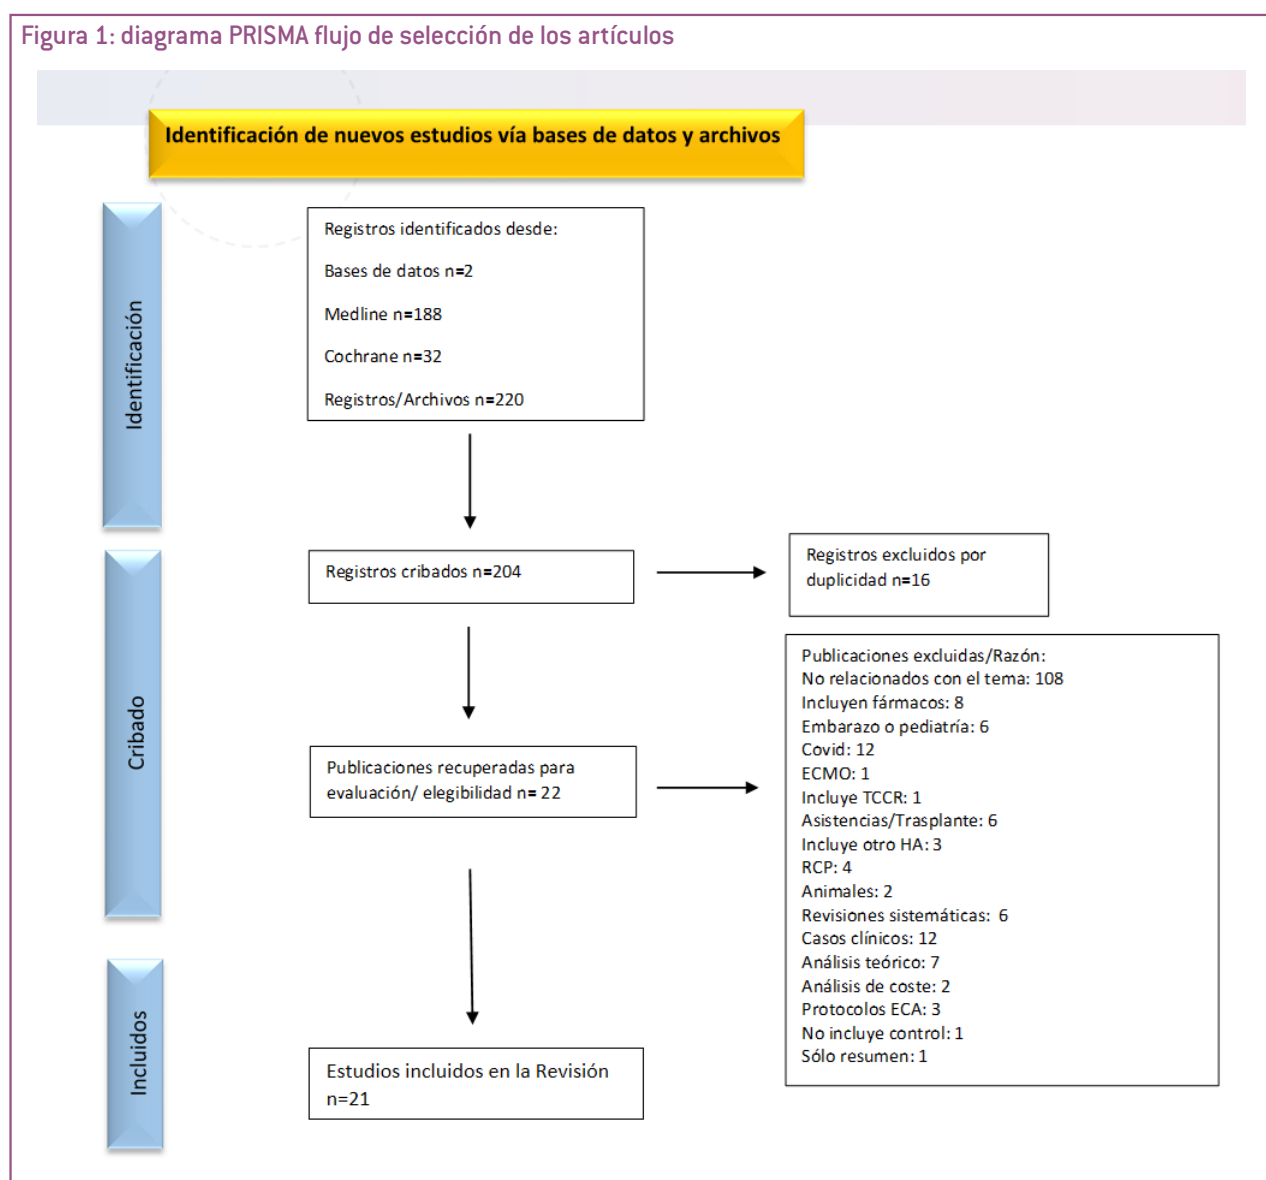 Figura 1: diagrama PRISMA flujo de selección de los artículos
Identificación de nuevos estudios vía bases de datos y archivos
Identificación
Registros identificados desde:
Bases de datos n=2
Medline n=188
Cochrane n=32
Registros/Archivos n=220
Cribado
Registros cribados n=204
Registros excluidos por
duplicidad n=16
Publicaciones recuperadas para
evaluación/ elegibilidad n= 22
Publicaciones excluidas/Razón:
No relacionados con el tema: 108
Incluyen fármacos: 8
Embarazo o pediatría: 6
Covid: 12
ECMO: 1
Incluye TCCR: 1
Asistencias/Trasplante: 6
Incluye otro HA: 3
RCP: 4
Animales: 2
Revisiones sistemáticas: 6
Casos clínicos: 12
Análisis teórico: 7
Análisis de coste: 2
Protocolos ECA: 3
No incluye control: 1
Sólo resumen: 1
Incluidos
Estudios incluidos en la Revisión
n=21